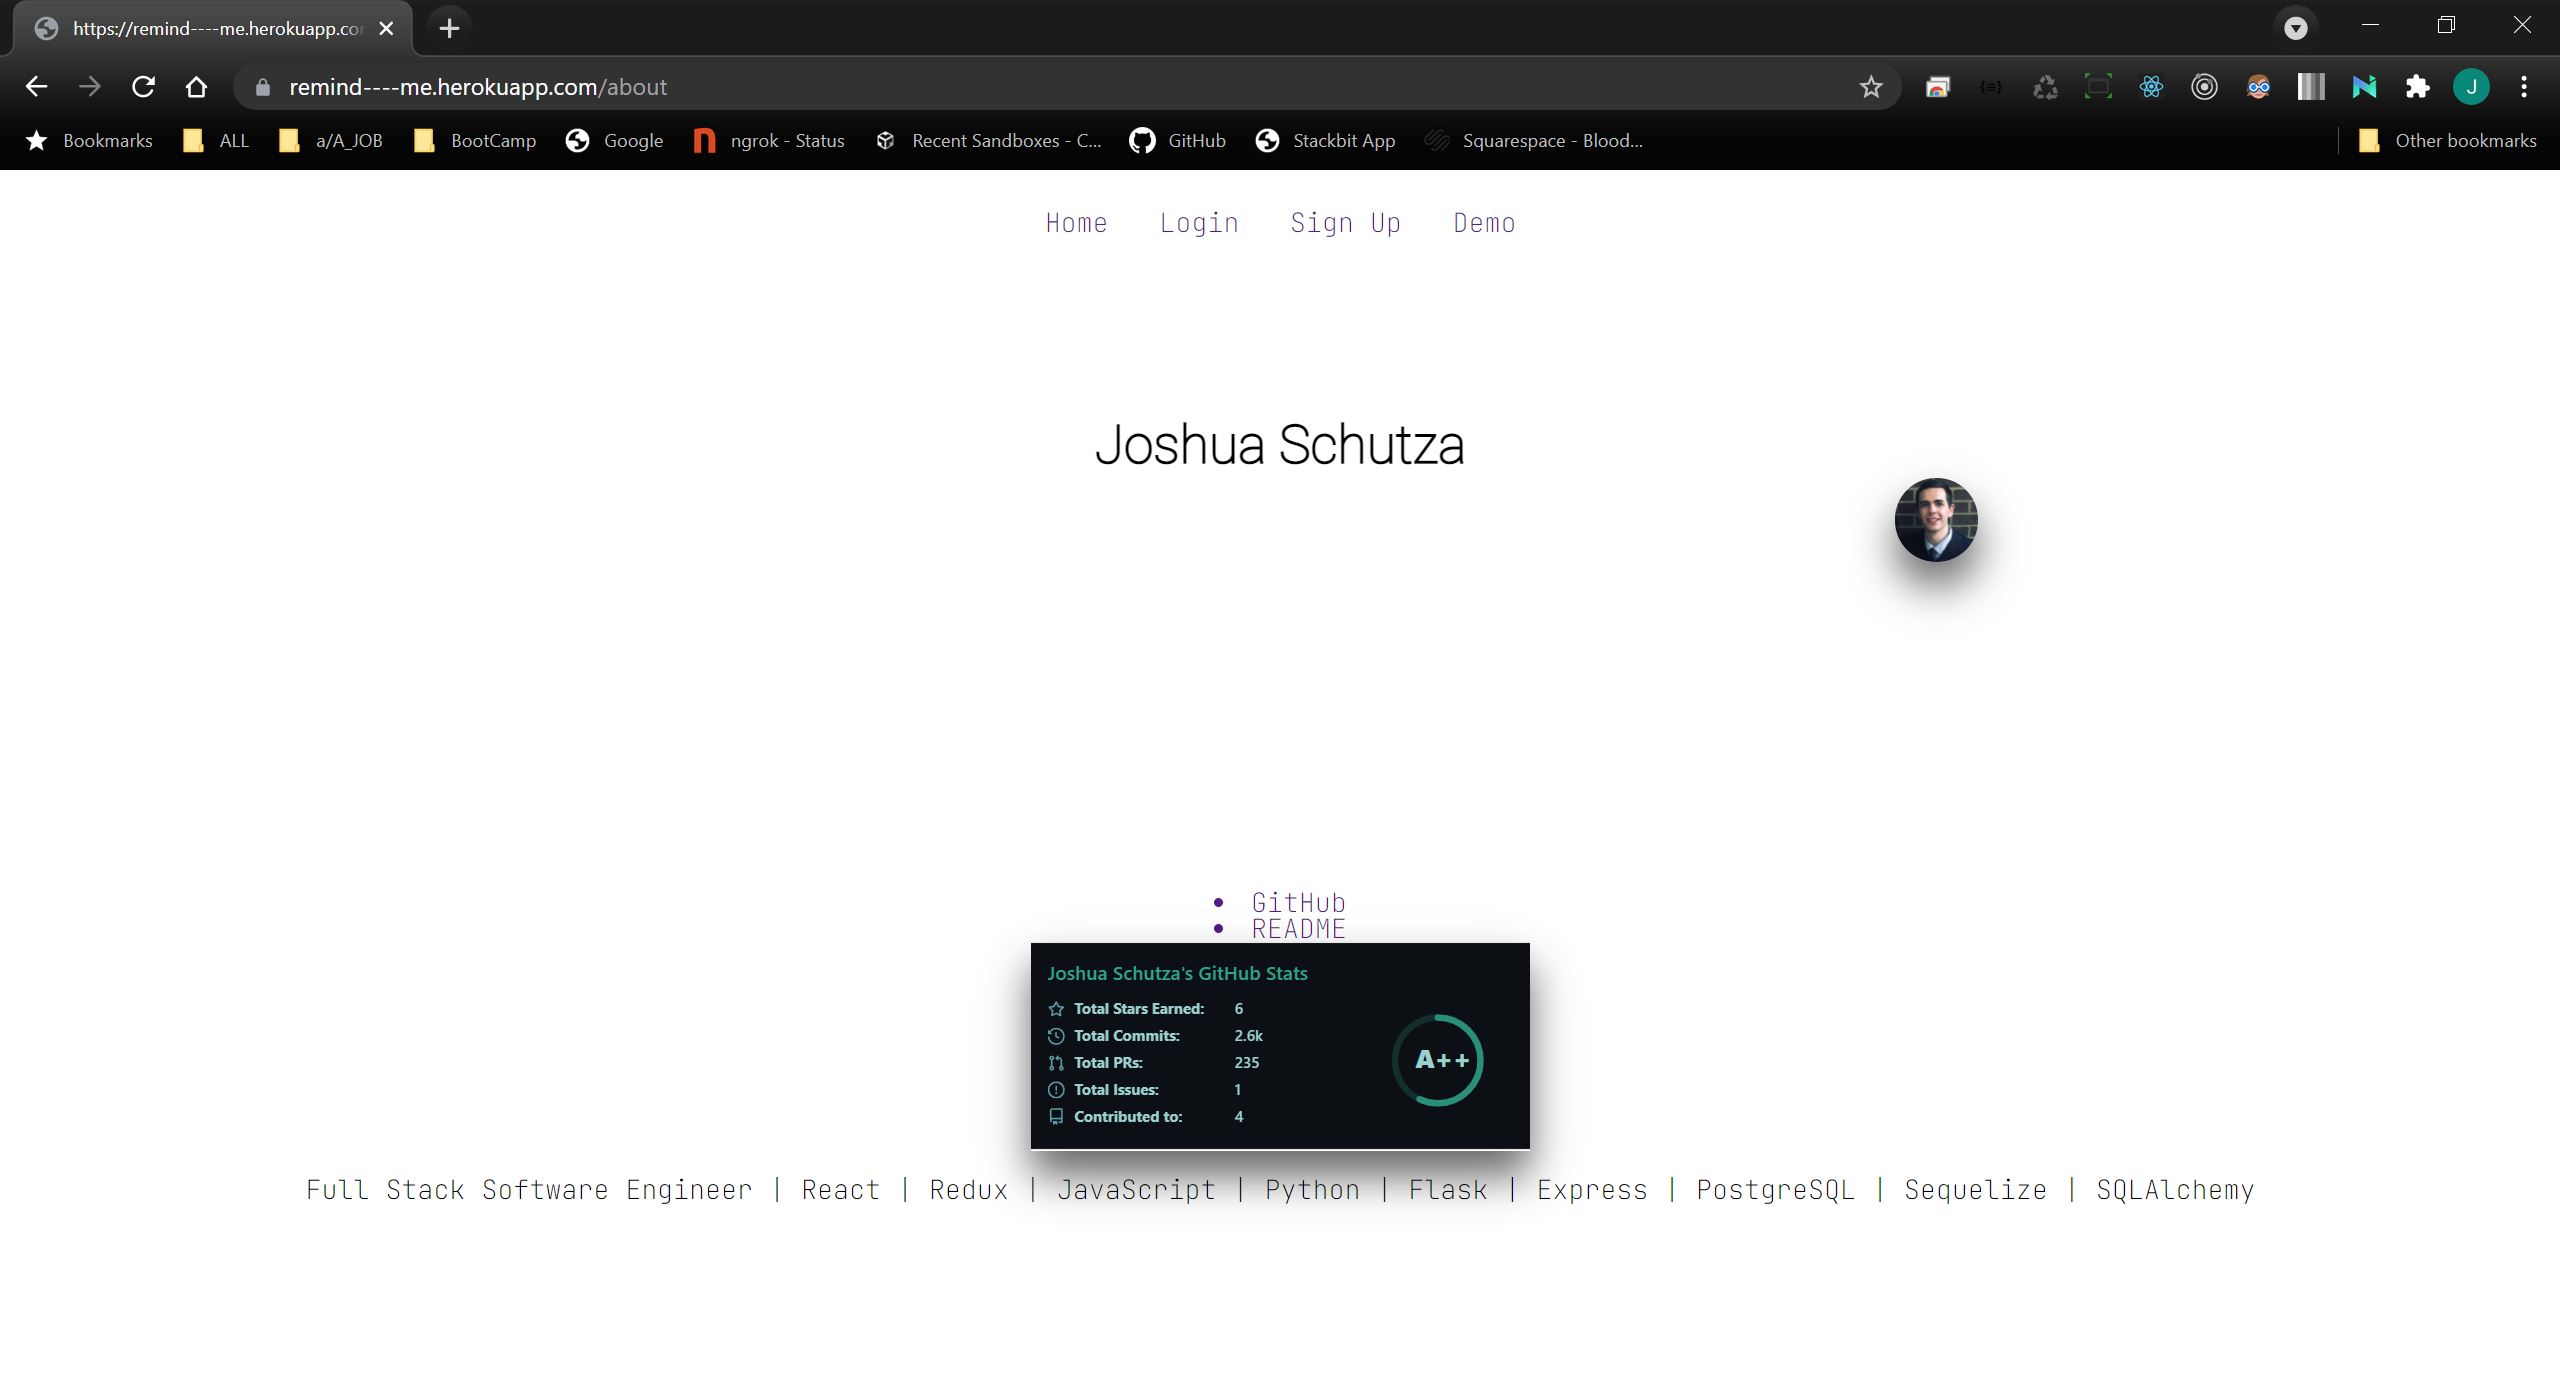 https://remind----me.herokuapp.co
remind----me.herokuapp.com/about
J
Bookmarks ALL a/A_JOB BootCamp Google ngrok - Status Recent Sandboxes - C... GitHub Stackbit App Squarespace - Blood... Other bookmarks
Home Login Sign Up Demo
Joshua Schutza
• GitHub
• README
Joshua Schutza's GitHub Stats
Total Stars Earned: 6
Total Commits: 2.6k
Total PRs: 235
Total Issues: 1
Contributed to: 4
A++
Full Stack Software Engineer | React | Redux | JavaScript | Python | Flask | Express | PostgreSQL | Sequelize | SQLAlchemy